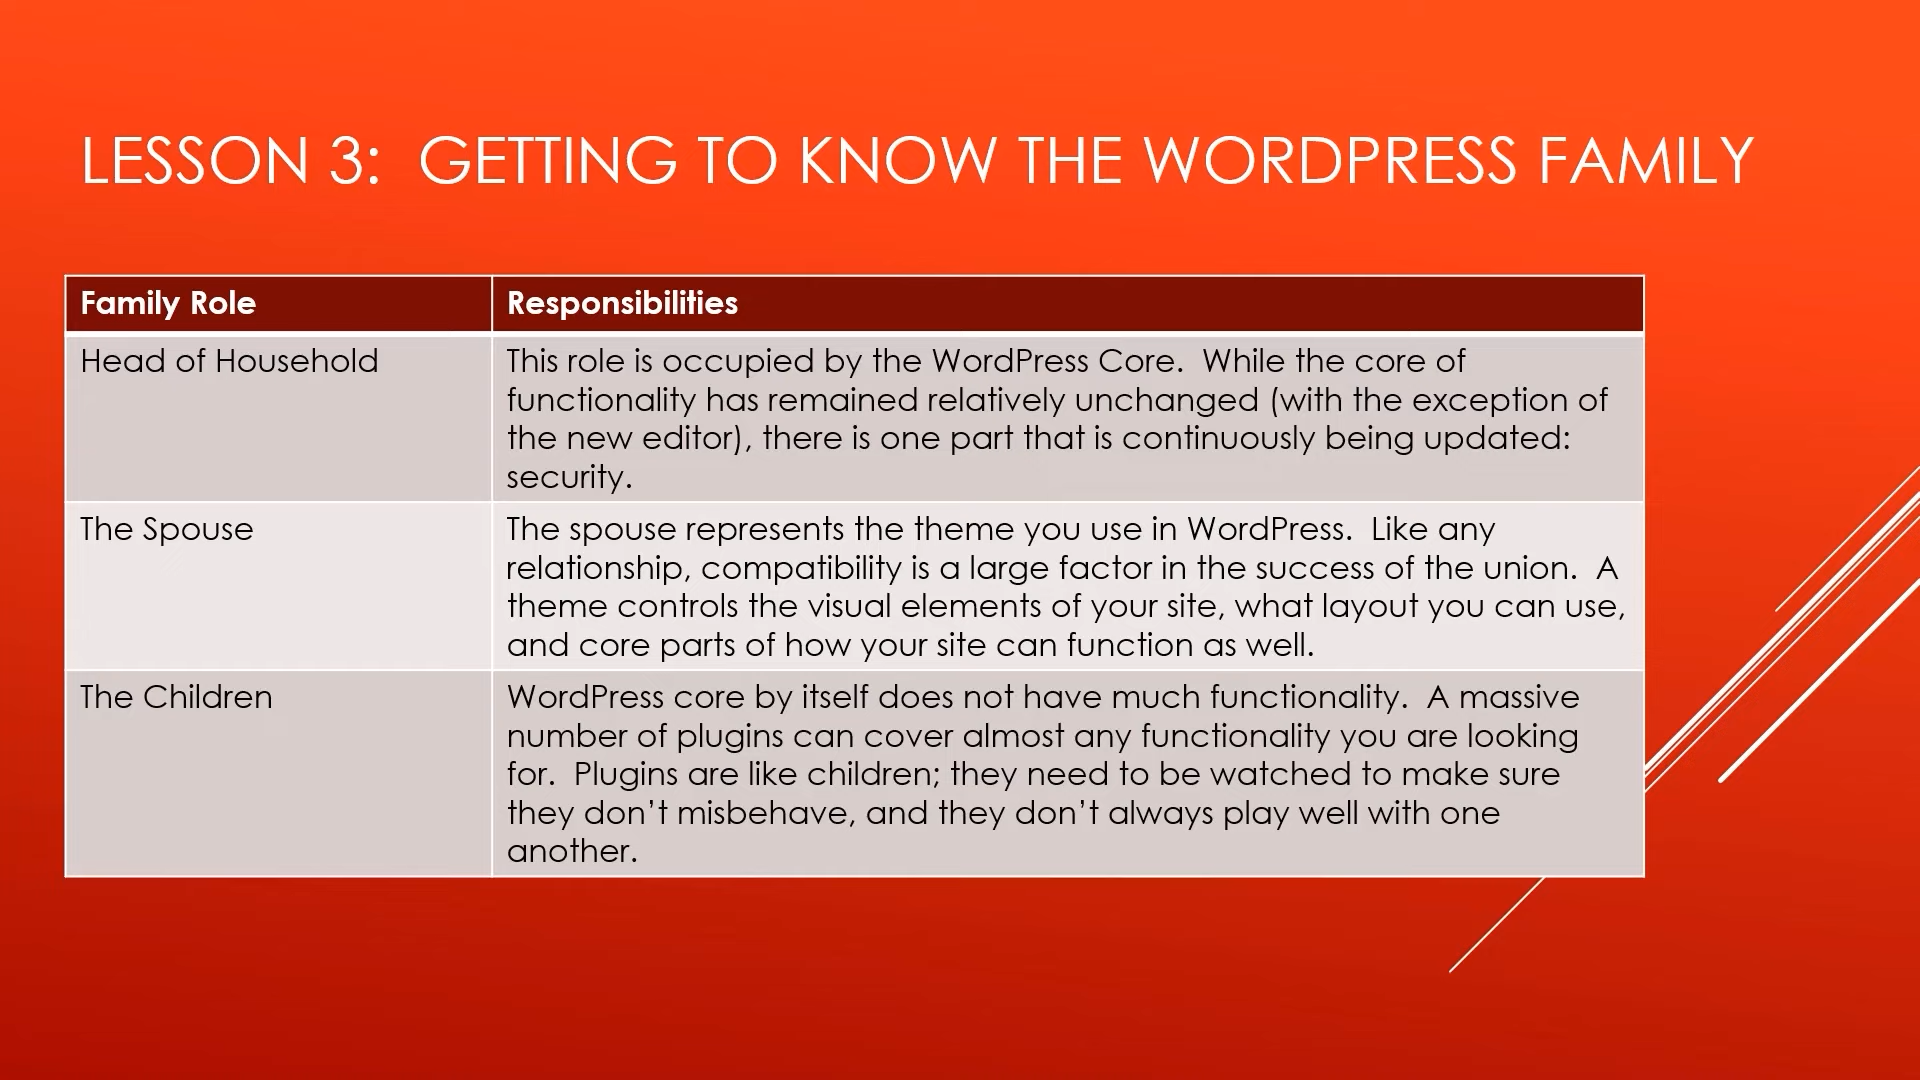 LESSON 3:  GETTING TO KNOW THE WORDPRESS FAMILY
Family Role
Responsibilities
Head of Household
This role is occupied by the WordPress Core.  While the core of
functionality has remained relatively unchanged (with the exception of
the new editor), there is one part that is continuously being updated:
security.
The Spouse
The spouse represents the theme you use in WordPress.  Like any
relationship, compatibility is a large factor in the success of the union.  A
theme controls the visual elements of your site, what layout you can use,
and core parts of how your site can function as well.
The Children
WordPress core by itself does not have much functionality.  A massive
number of plugins can cover almost any functionality you are looking
for.  Plugins are like children; they need to be watched to make sure
they don’t misbehave, and they don’t always play well with one
another.